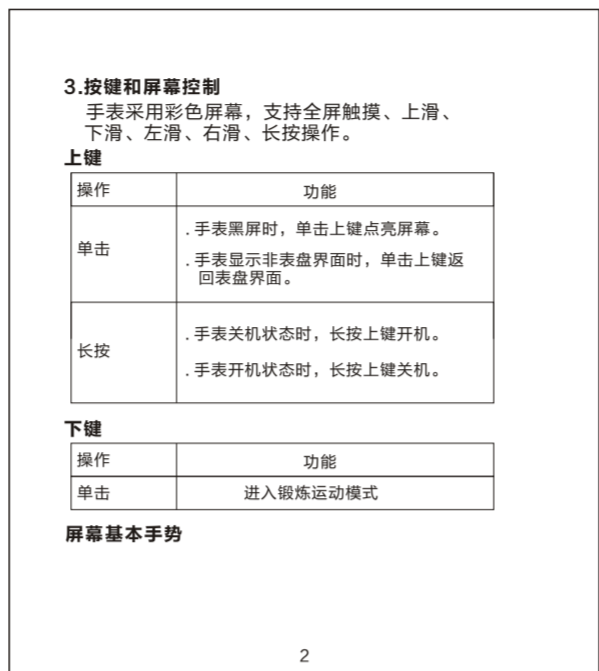 3.按键和屏幕控制
手表采用彩色屏幕，支持全屏触摸、上滑、
下滑、左滑、右滑、长按操作。
上键
操作 功能
单击
. 手表黑屏时，单击上键点亮屏幕。
. 手表显示非表盘界面时，单击上键返
回表盘界面。
长按
. 手表关机状态时，长按上键开机。
. 手表开机状态时，长按上键关机。
下键
操作 功能
单击 进入锻炼运动模式
屏幕基本手势
2